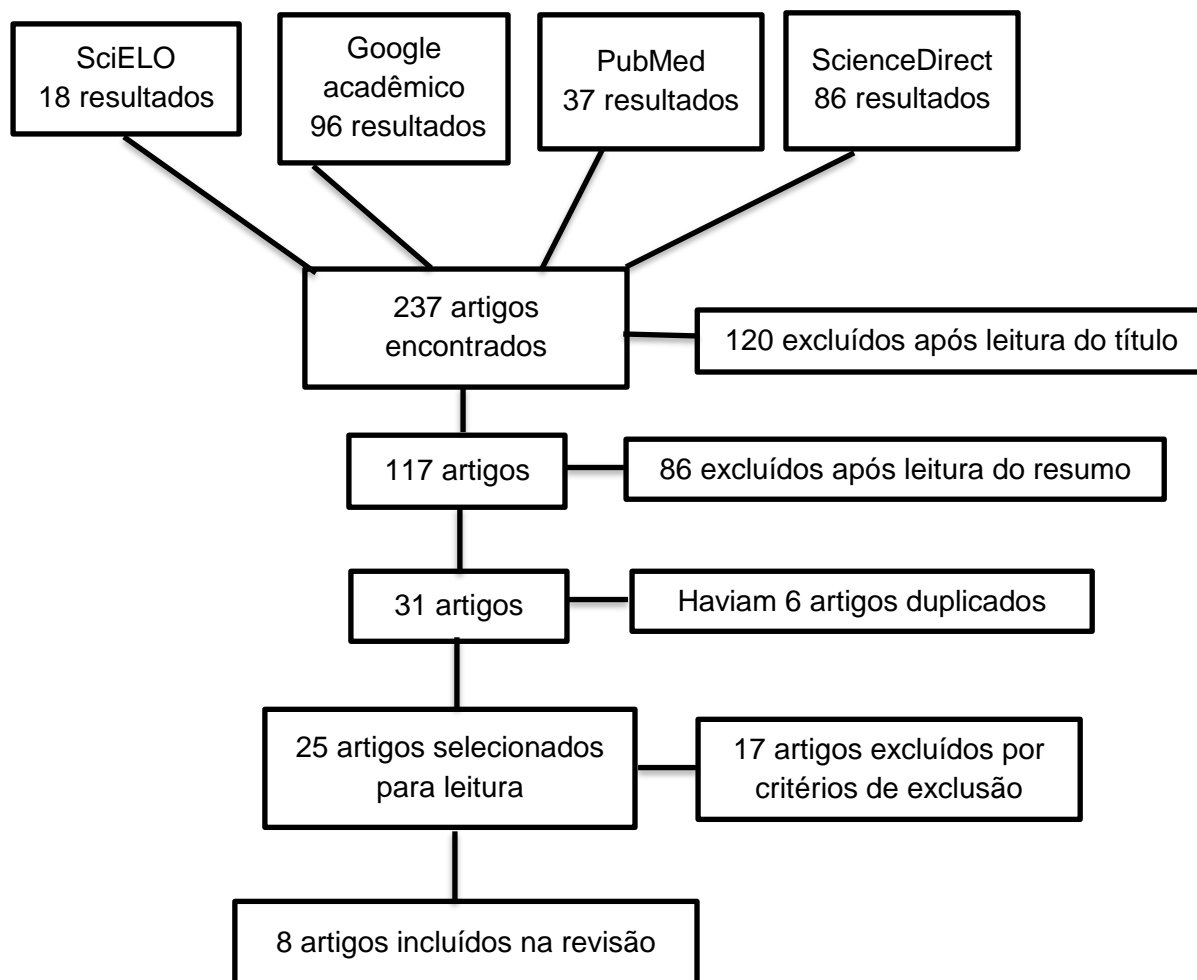 SciELO
18 resultados
Google
acadêmico
96 resultados
PubMed
37 resultados
ScienceDirect
86 resultados
237 artigos
encontrados
120 excluídos após leitura do título
117 artigos
86 excluídos após leitura do resumo
31 artigos
Haviam 6 artigos duplicados
25 artigos selecionados
para leitura
17 artigos excluídos por
critérios de exclusão
8 artigos incluídos na revisão